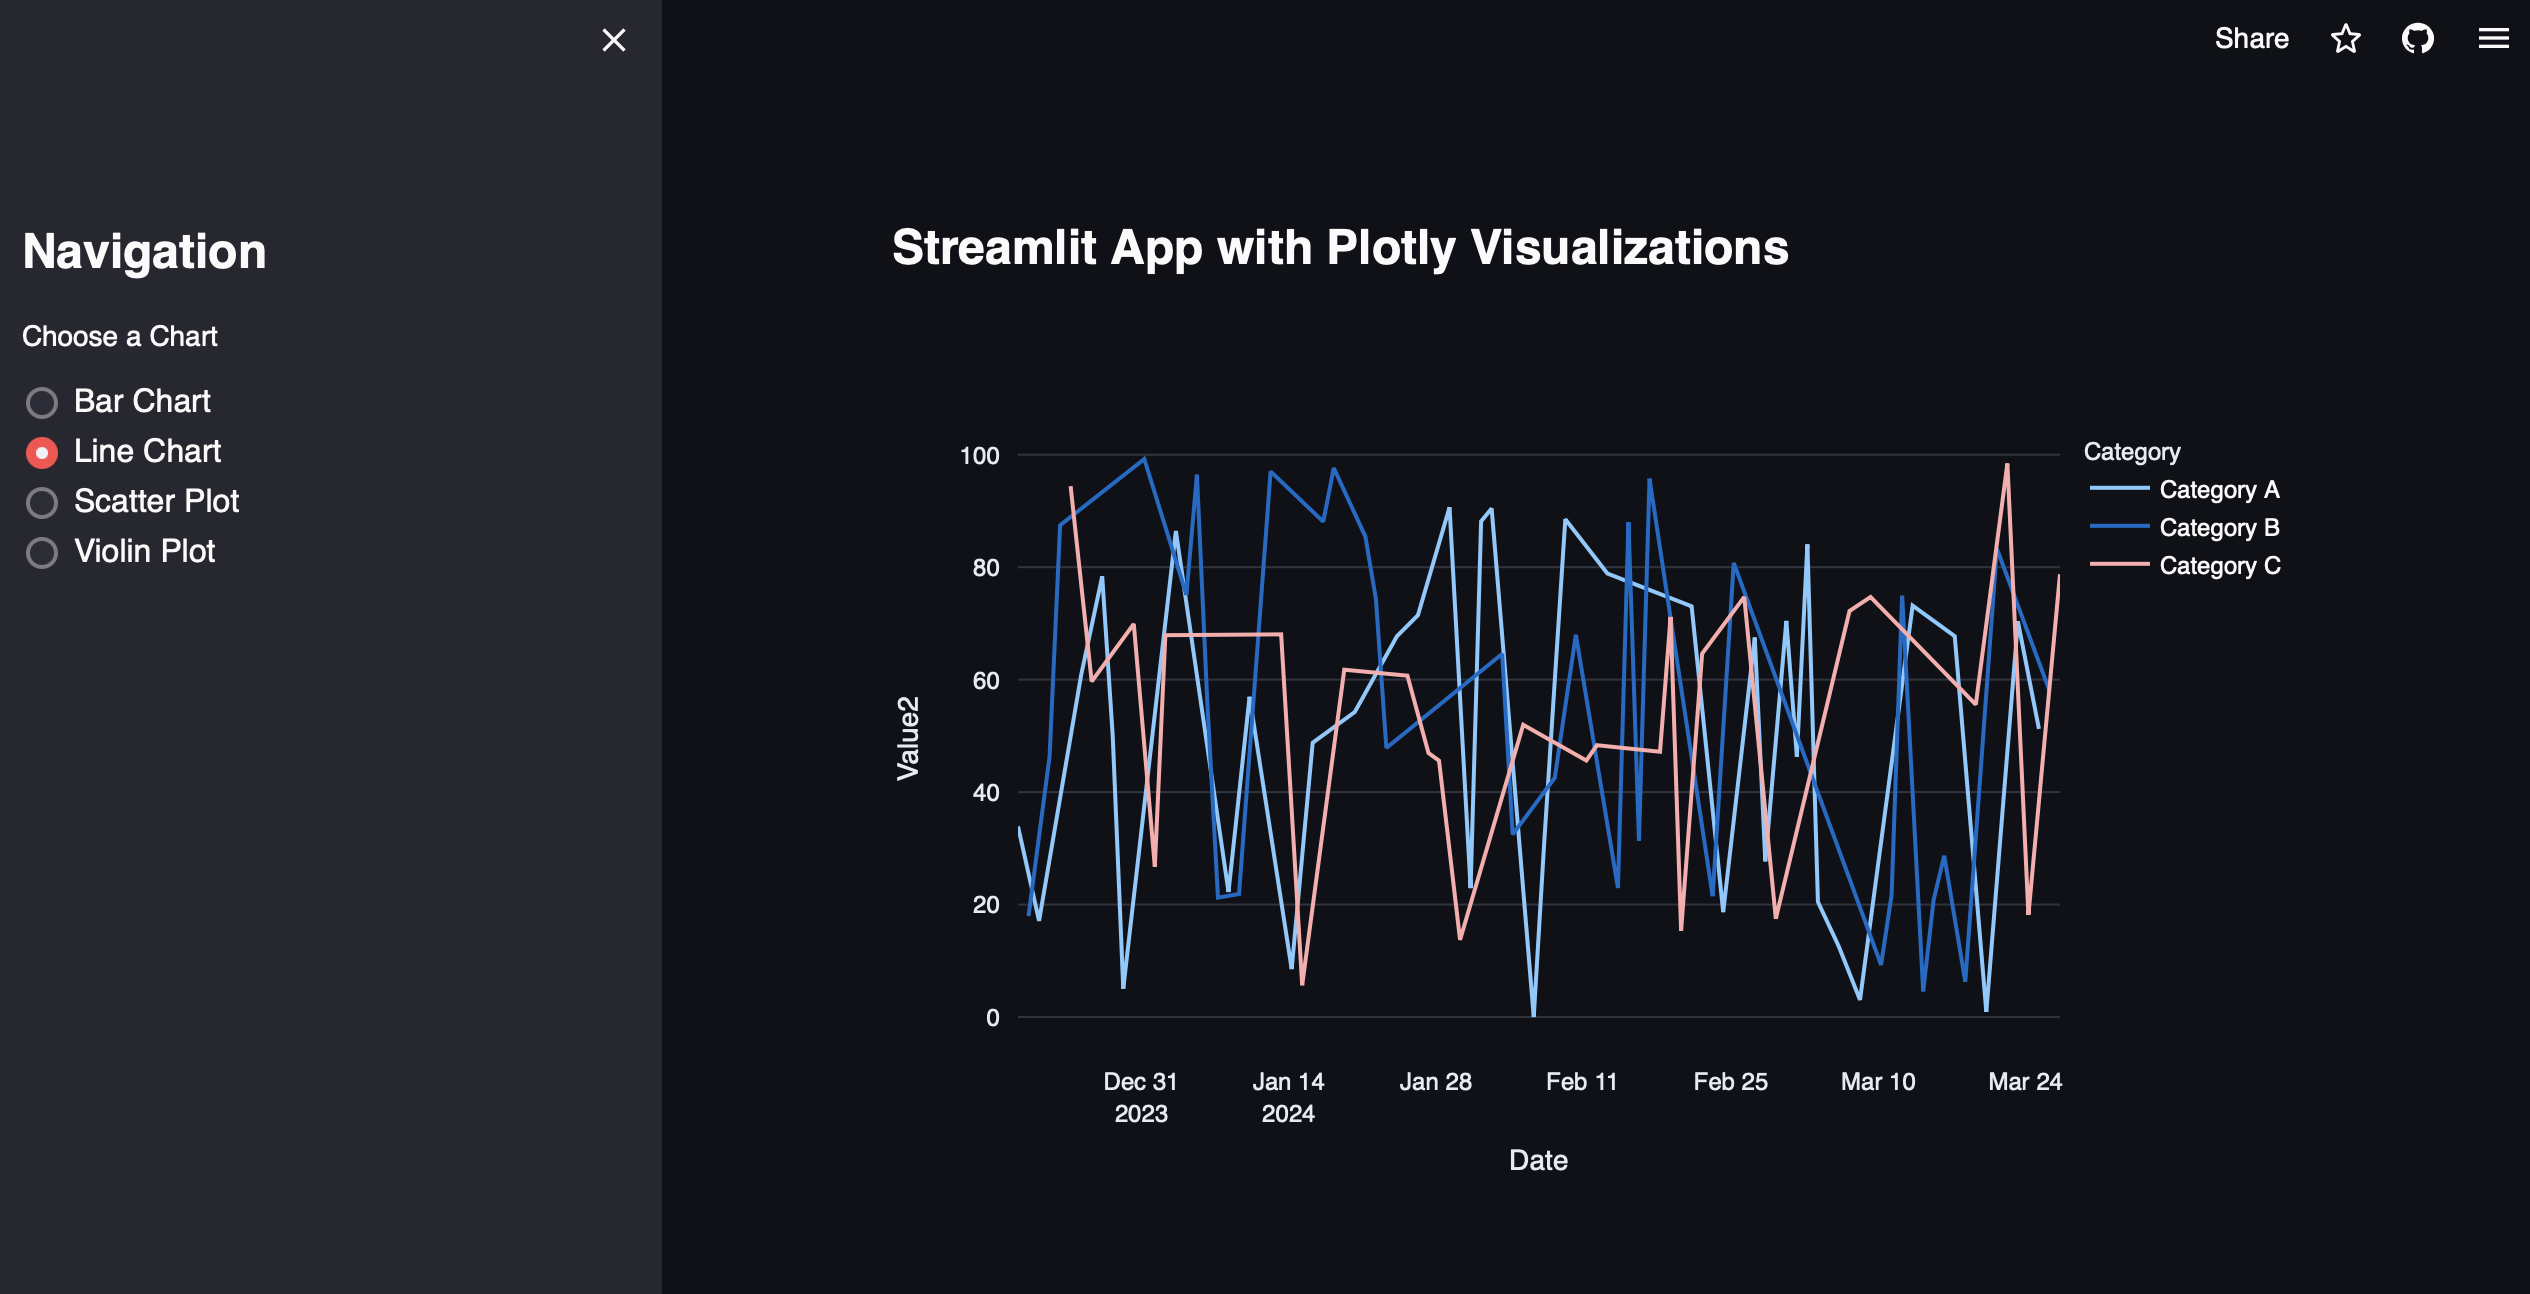 Share
Navigation
Choose a Chart
Bar Chart
Line Chart
Scatter Plot
Violin Plot
Streamlit App with Plotly Visualizations
100
80
60
40
20
0
Value2
Dec 31
2023
Jan 14
2024
Jan 28
Feb 11
Feb 25
Mar 10
Mar 24
Date
Category
Category A
Category B
Category C